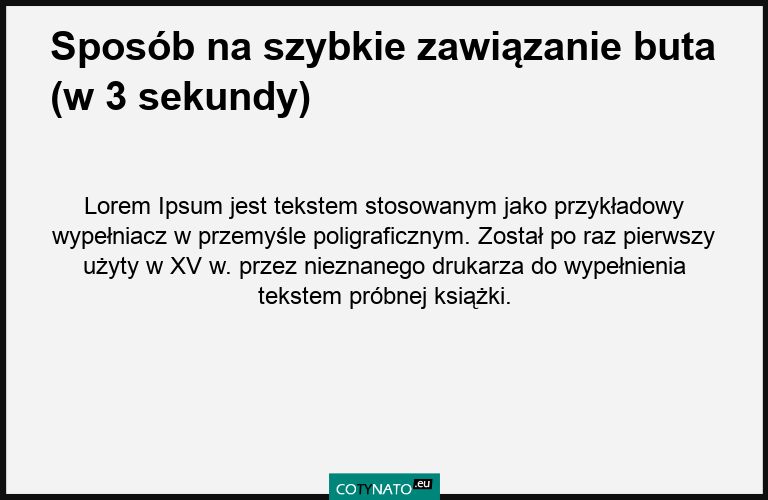 Sposób na szybkie zawiązanie buta
(w 3 sekundy)
Lorem Ipsum jest tekstem stosowanym jako przykładowy
wypełniacz w przemyśle poligraficznym. Został po raz pierwszy
użyty w XV w. przez nieznanego drukarza do wypełnienia
tekstem próbnej książki.
COTYNATO.eu